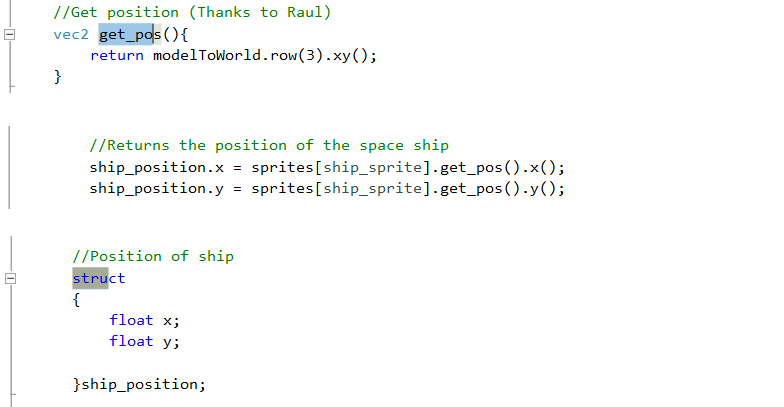 //Get position (Thanks to Raul)
vec2 get_pos(){
return modelToWorld.row(3).xy();
}
//Returns the position of the space ship
ship_position.x = sprites[ship_sprite].get_pos().x();
ship_position.y = sprites[ship_sprite].get_pos().y();
//Position of ship
struct
{
float x;
float y;
}ship_position;